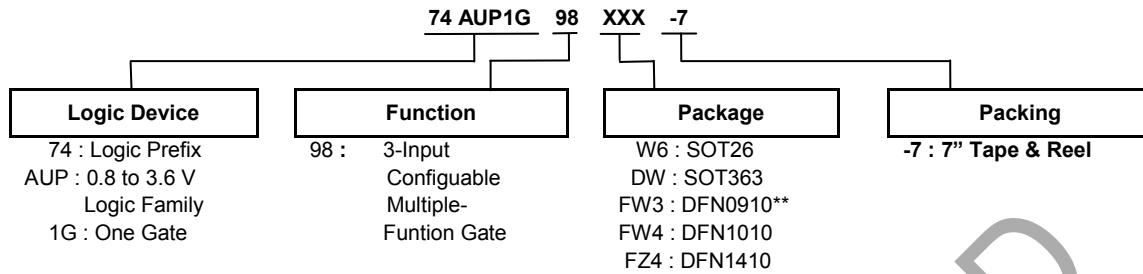 74 AUP1G 98 XXX -7
Logic Device
74 : Logic Prefix
AUP : 0.8 to 3.6 V
Logic Family
1G : One Gate
Function
98 : 3-Input
Configuable
Multiple-
Funtion Gate
Package
W6 : SOT26
DW : SOT363
FW3 : DFN0910**
FW4 : DFN1010
FZ4 : DFN1410
Packing
-7 : 7” Tape & Reel